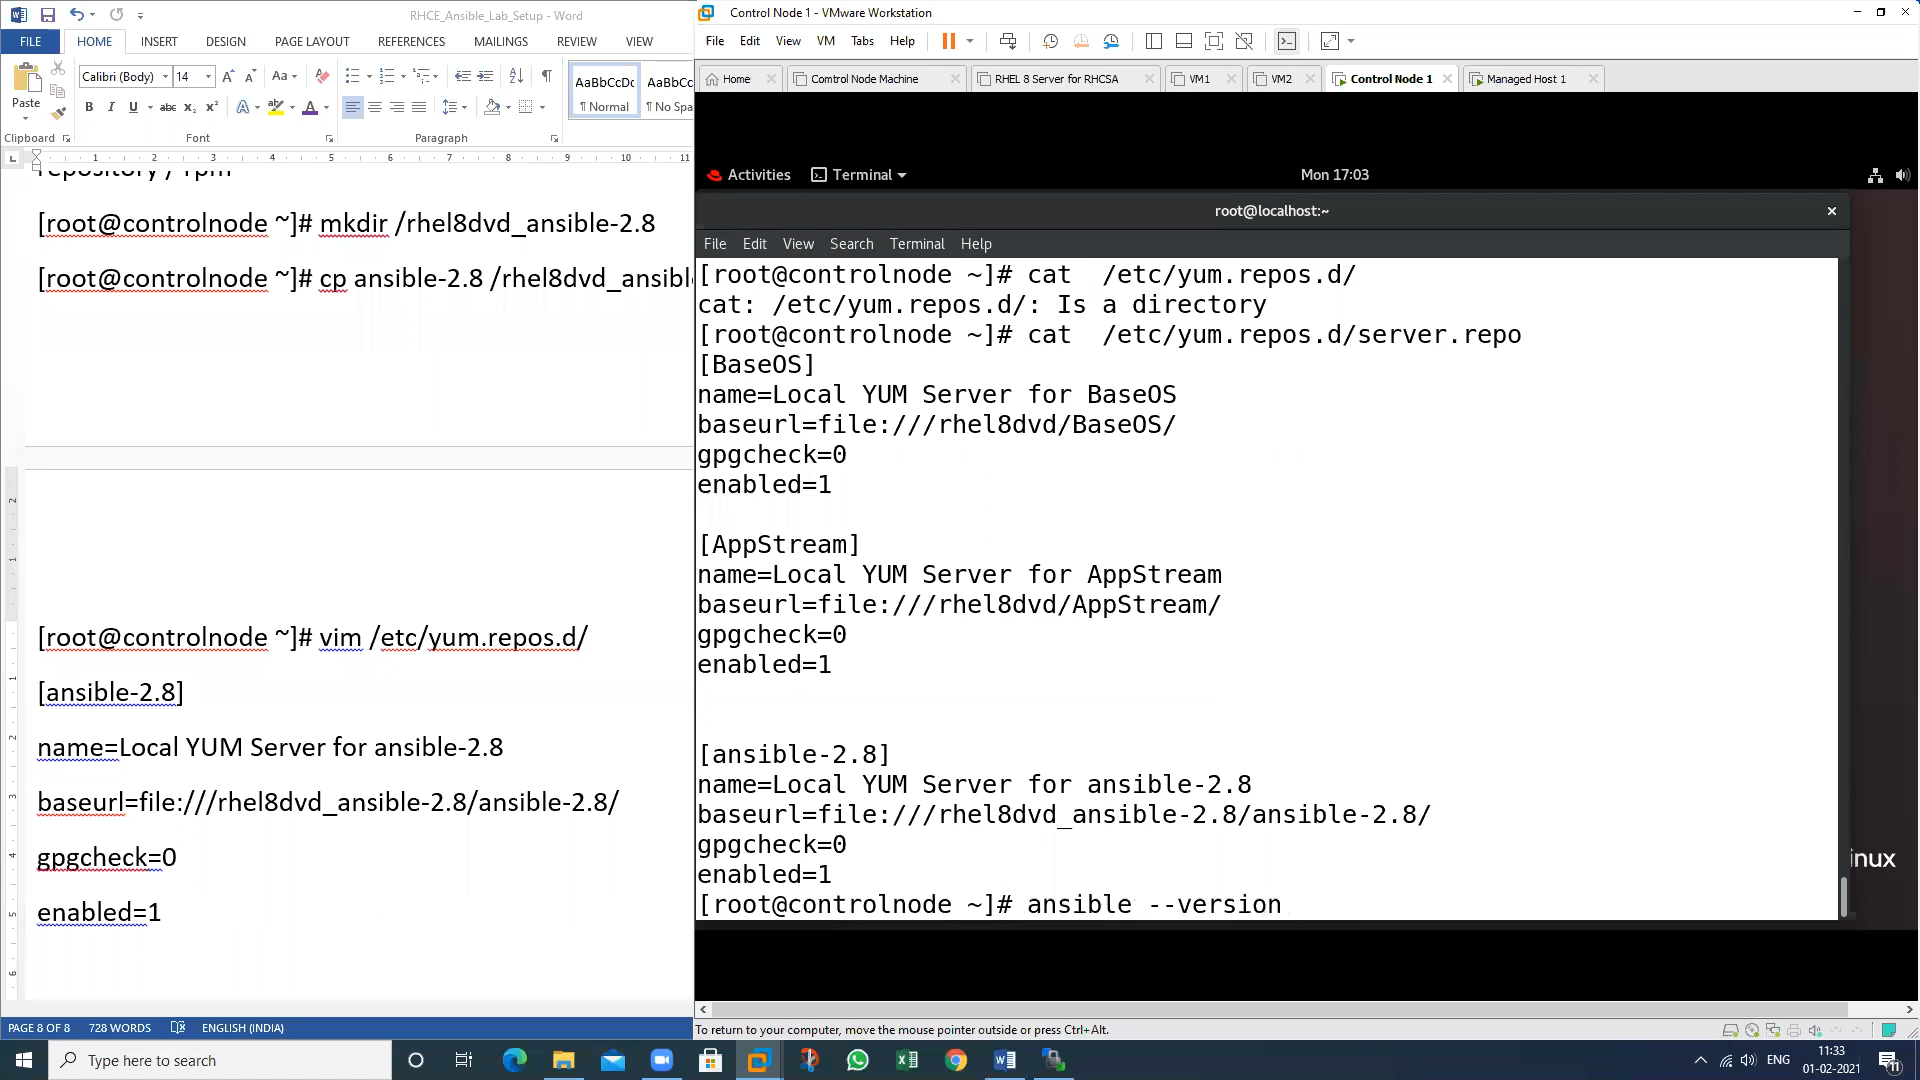 RHCE_Ansible_Lab_Setup - Word
FILE
HOME
INSERT
DESIGN
PAGE LAYOUT
REFERENCES
MAILINGS
REVIEW
VIEW
Paste
Calibri (Body)
14
Aa
AaBbCcDc
AaBbCc
¶ Normal
¶ No Spa
Clipboard
Font
Paragraph
repository / rpm
[root@controlnode ~]# mkdir /rhel8dvd_ansible-2.8
[root@controlnode ~]# cp ansible-2.8 /rhel8dvd_ansibl
[root@controlnode ~]# vim /etc/yum.repos.d/
[ansible-2.8]
name=Local YUM Server for ansible-2.8
baseurl=file:///rhel8dvd_ansible-2.8/ansible-2.8/
gpgcheck=0
enabled=1
PAGE 8 OF 8
728 WORDS
ENGLISH (INDIA)
Control Node 1 - VMware Workstation
File
Edit
View
VM
Tabs
Help
Home
Comtrol Node Machine
RHEL 8 Server for RHCSA
VM1
VM2
Control Node 1
Managed Host 1
Activities
Terminal
Mon 17:03
root@localhost:~
File
Edit
View
Search
Terminal
Help
[root@controlnode ~]# cat  /etc/yum.repos.d/
cat: /etc/yum.repos.d/: Is a directory
[root@controlnode ~]# cat  /etc/yum.repos.d/server.repo
[BaseOS]
name=Local YUM Server for BaseOS
baseurl=file:///rhel8dvd/BaseOS/
gpgcheck=0
enabled=1
[AppStream]
name=Local YUM Server for AppStream
baseurl=file:///rhel8dvd/AppStream/
gpgcheck=0
enabled=1
[ansible-2.8]
name=Local YUM Server for ansible-2.8
baseurl=file:///rhel8dvd_ansible-2.8/ansible-2.8/
gpgcheck=0
enabled=1
[root@controlnode ~]# ansible --version
inux
To return to your computer, move the mouse pointer outside or press Ctrl+Alt.
Type here to search
ENG
11:33
01-02-2021
11